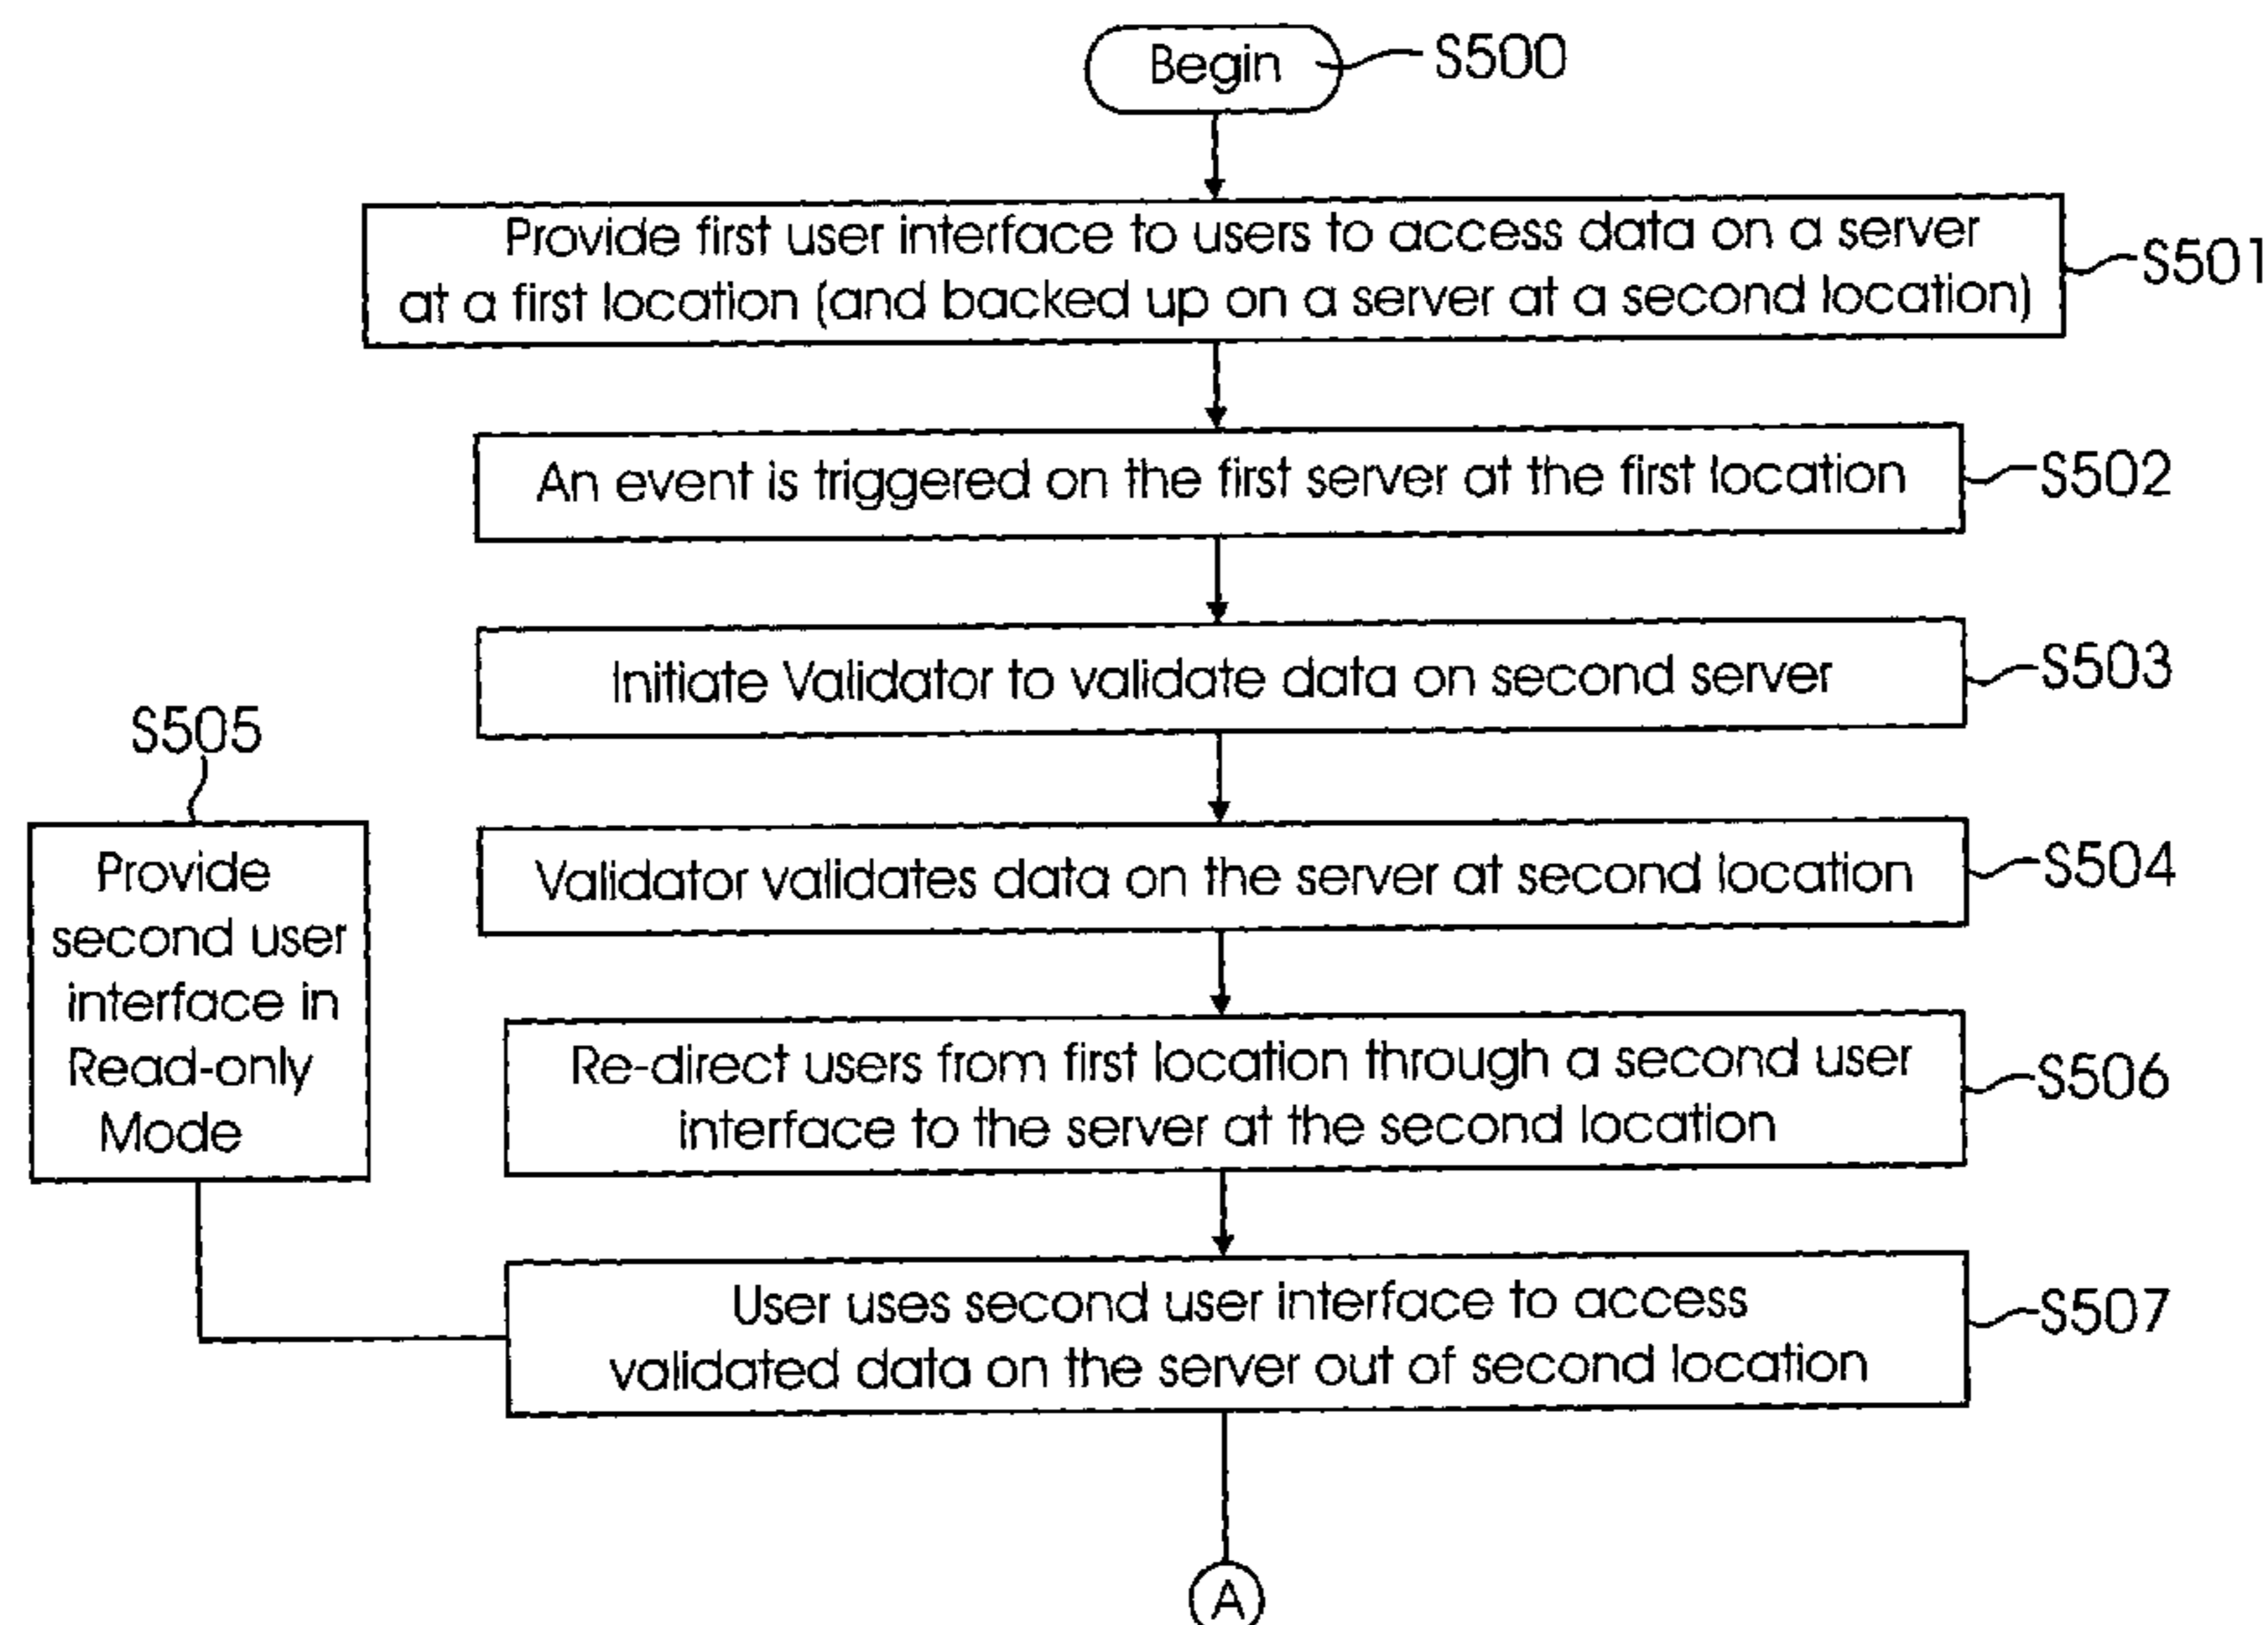 Begin
S500
Provide first user interface to users to access data on a server
at a first location (and backed up on a server at a second location)
S501
An event is triggered on the first server at the first location
S502
Initiate Validator to validate data on second server
S503
Validator validates data on the server at second location
S504
S505
Provide
second user
interface in
Read-only
Mode
Re-direct users from first location through a second user
interface to the server at the second location
S506
User uses second user interface to access
validated data on the server out of second location
S507
A